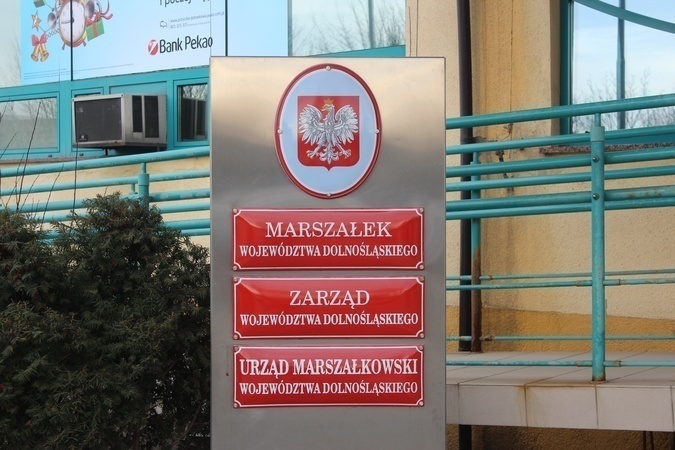 Bank Pekao
MARSZAŁEK
WOJEWÓDZTWA DOLNOŚLĄSKIEGO
ZARZĄD
WOJEWÓDZTWA DOLNOŚLĄSKIEGO
URZĄD MARSZAŁKOWSKI
WOJEWÓDZTWA DOLNOŚLĄSKIEGO